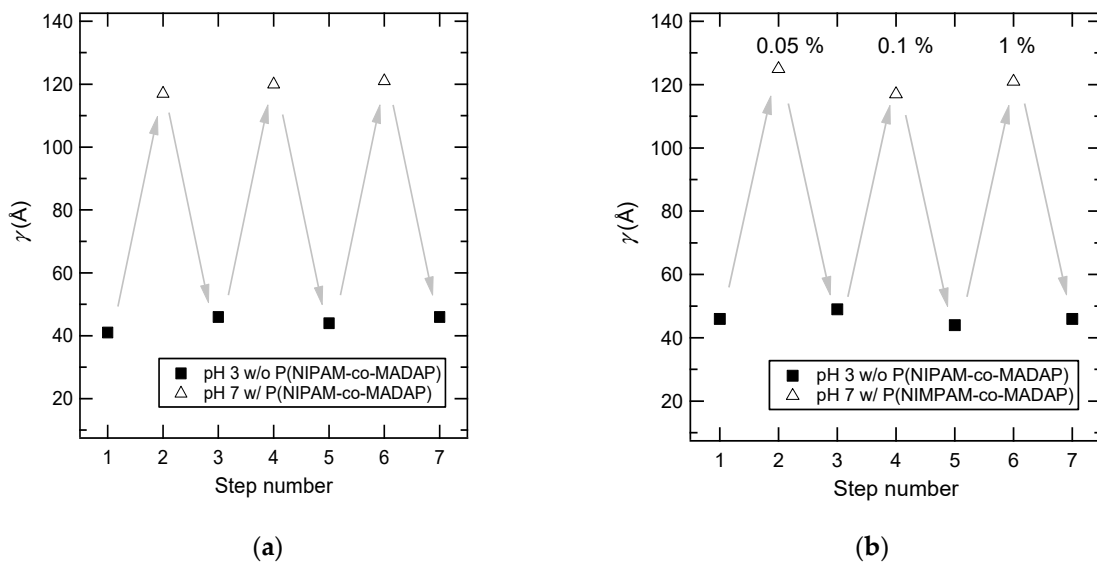 140
120
100
80
60
40
20
γ (Å)
pH 3 w/o P(NIPAM-co-MADAP)
pH 7 w/ P(NIPAM-co-MADAP)
1 2 3 4 5 6 7
Step number
(a)
140
120
100
80
60
40
20
γ (Å)
0.05 % 0.1 % 1 %
pH 3 w/o P(NIPAM-co-MADAP)
pH 7 w/ P(NIMPAM-co-MADAP)
1 2 3 4 5 6 7
Step number
(b)